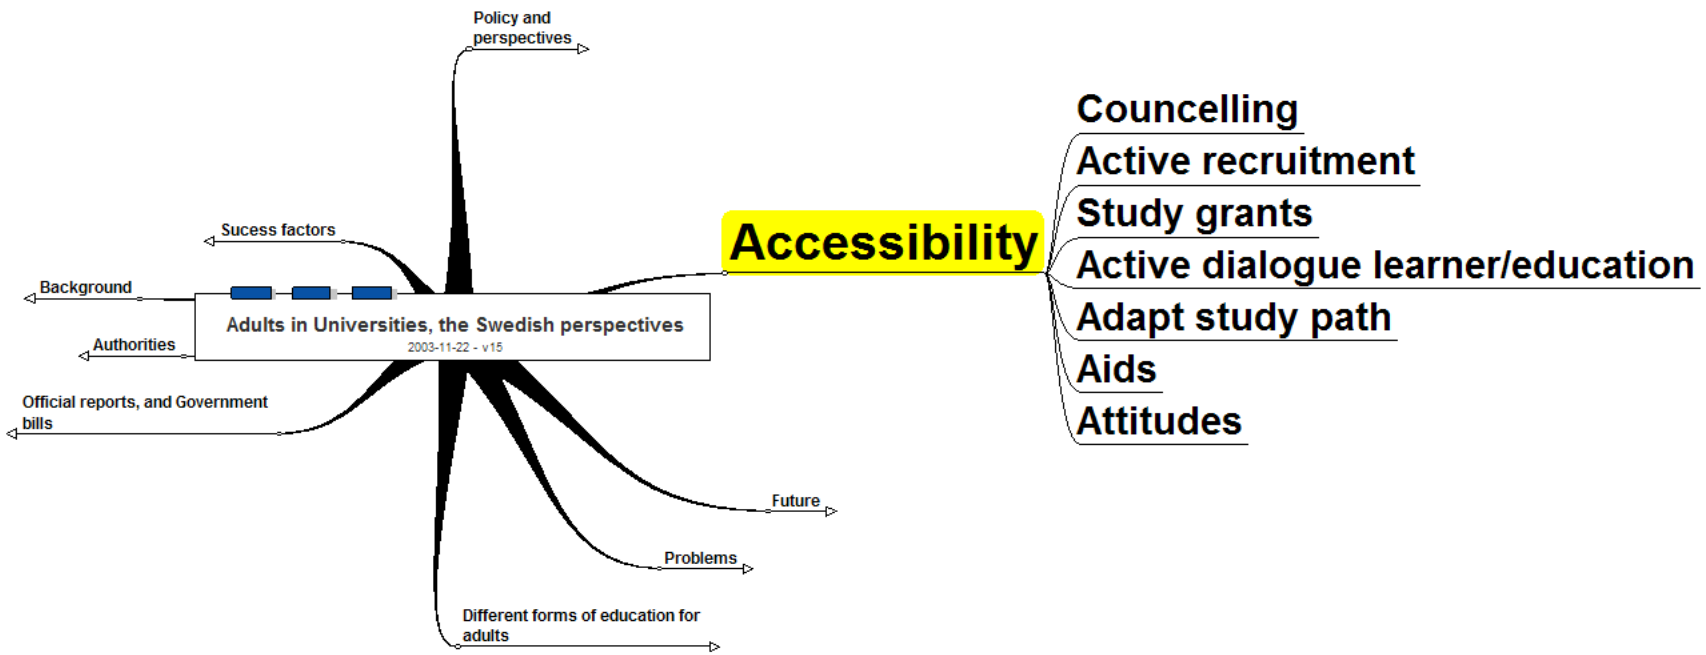 Policy and
perspectives
Accessibility
Councelling
Active recruitment
Study grants
Active dialogue learner/education
Adapt study path
Aids
Attitudes
Sucess factors
Background
Authorities
Official reports, and Government
bills
Adults in Universities, the Swedish perspectives
2003-11-22 - v15
Future
Problems
Different forms of education for
adults